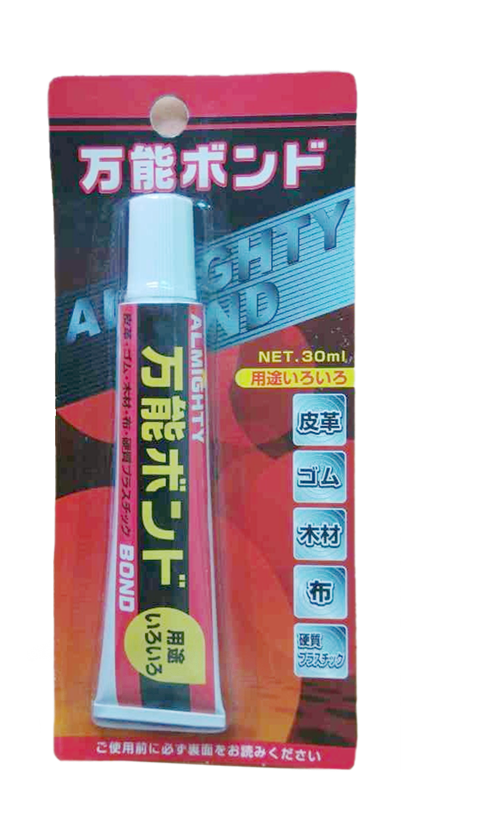 万能ボンド
ALMIGHTY
BOND
NET.30ml
用途いろいろ
皮革
ゴム
木材
布
硬質
プラスチック
ALMIGHTY
万能ボンド
皮革・ゴム・木材・布・硬質プラスチック
BOND
用途
いろいろ
ご使用前に必ず裏面をお読みください